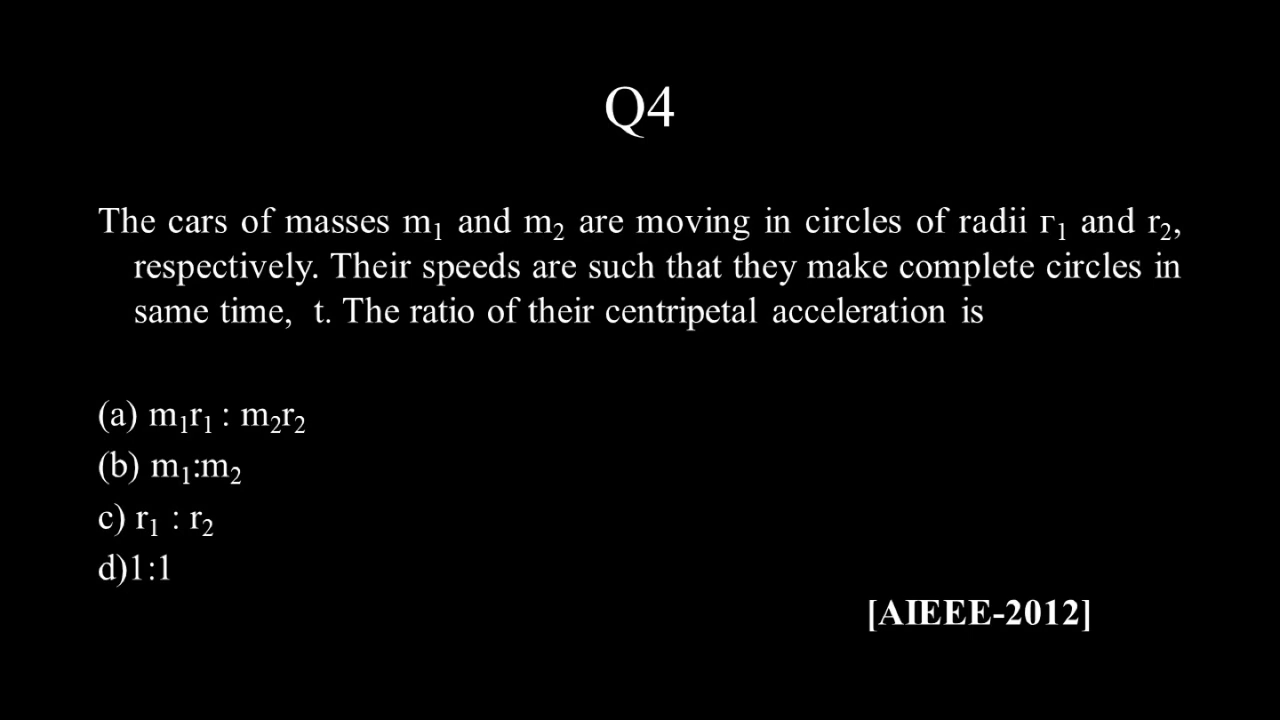 Q4
The cars of masses m₁ and m₂ are moving in circles of radii r₁ and r₂,
respectively. Their speeds are such that they make complete circles in
same time, t. The ratio of their centripetal acceleration is
(a) m₁r₁ : m₂r₂
(b) m₁:m₂
c) r₁ : r₂
d)1:1
[AIEEE-2012]